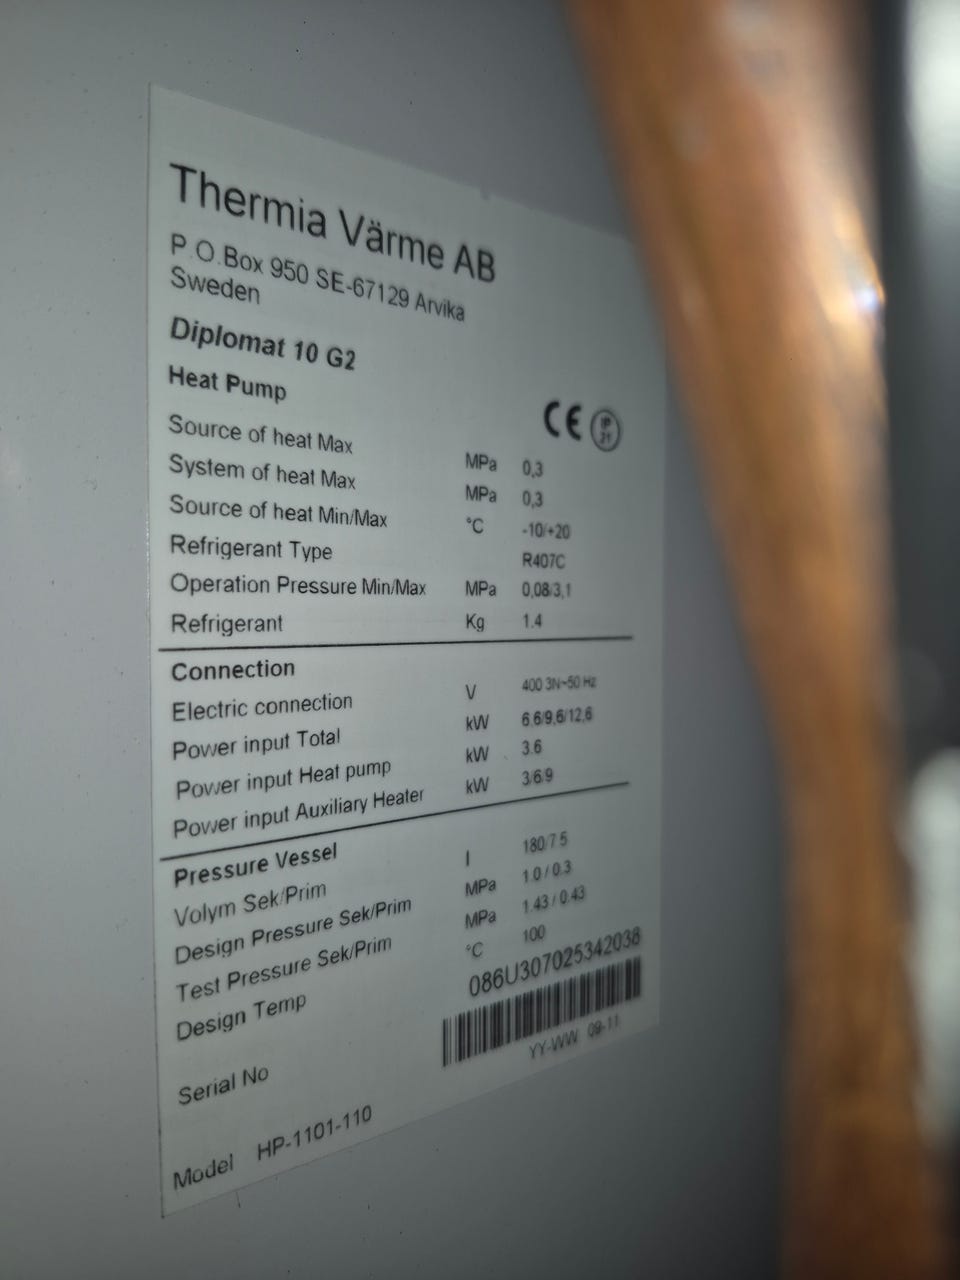 Thermia Värme AB
P.O.Box 950 SE-67129 Arvika
Sweden
Diplomat 10 G2
Heat Pump
CE IP 21
Source of heat Max MPa 0,3
System of heat Max MPa 0,3
Source of heat Min/Max °C -10/+20
Refrigerant Type R407C
Operation Pressure Min/Max MPa 0,08/3,1
Refrigerant Kg 1.4
Connection
Electric connection V 400 3N~50 Hz
Power input Total kW 6.6/9,6/12,6
Power input Heat pump kW 3.6
Power input Auxiliary Heater kW 3/6/9
Pressure Vessel
Volym Sek/Prim l 180/7.5
Design Pressure Sek/Prim MPa 1.0 / 0.3
Test Pressure Sek/Prim MPa 1.43 / 0.43
Design Temp °C 100
Serial No 086U307025342038
YY-WW 09-11
Model HP-1101-110